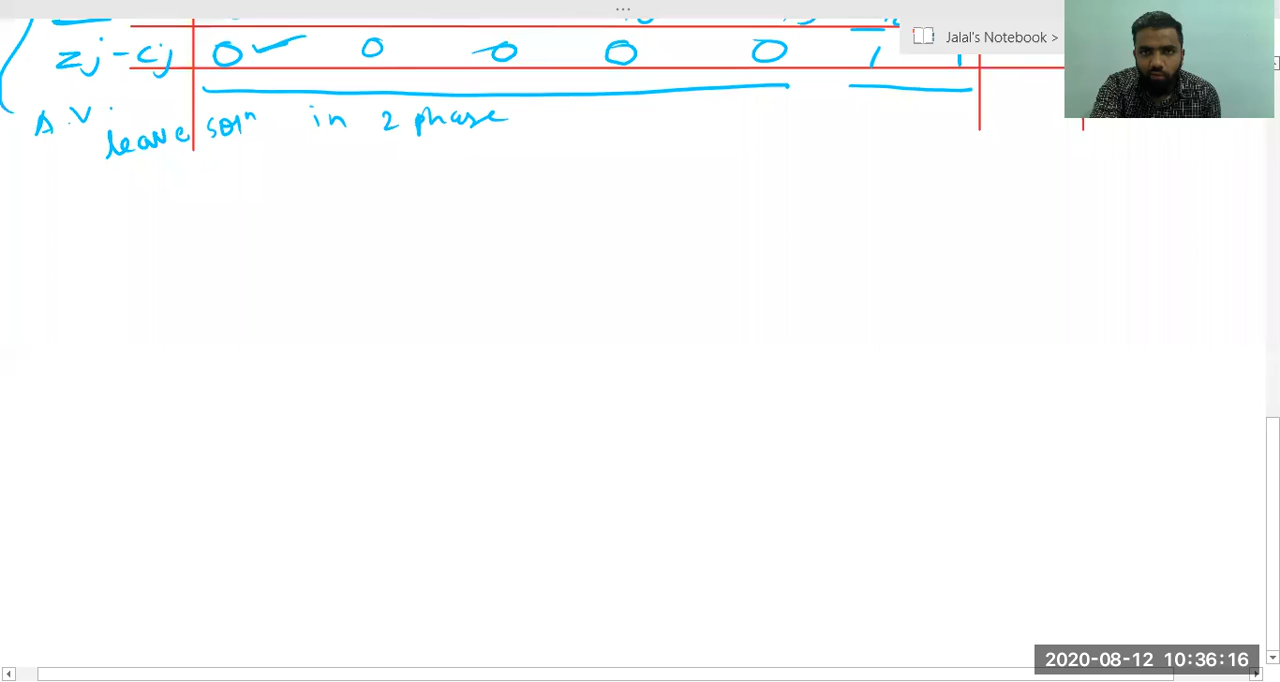 Jalal's Notebook >
zj - cj 0 ✓ 0 0 0 0 1 1
A.V. leave solⁿ in 2 phase
2020-08-12 10:36:16